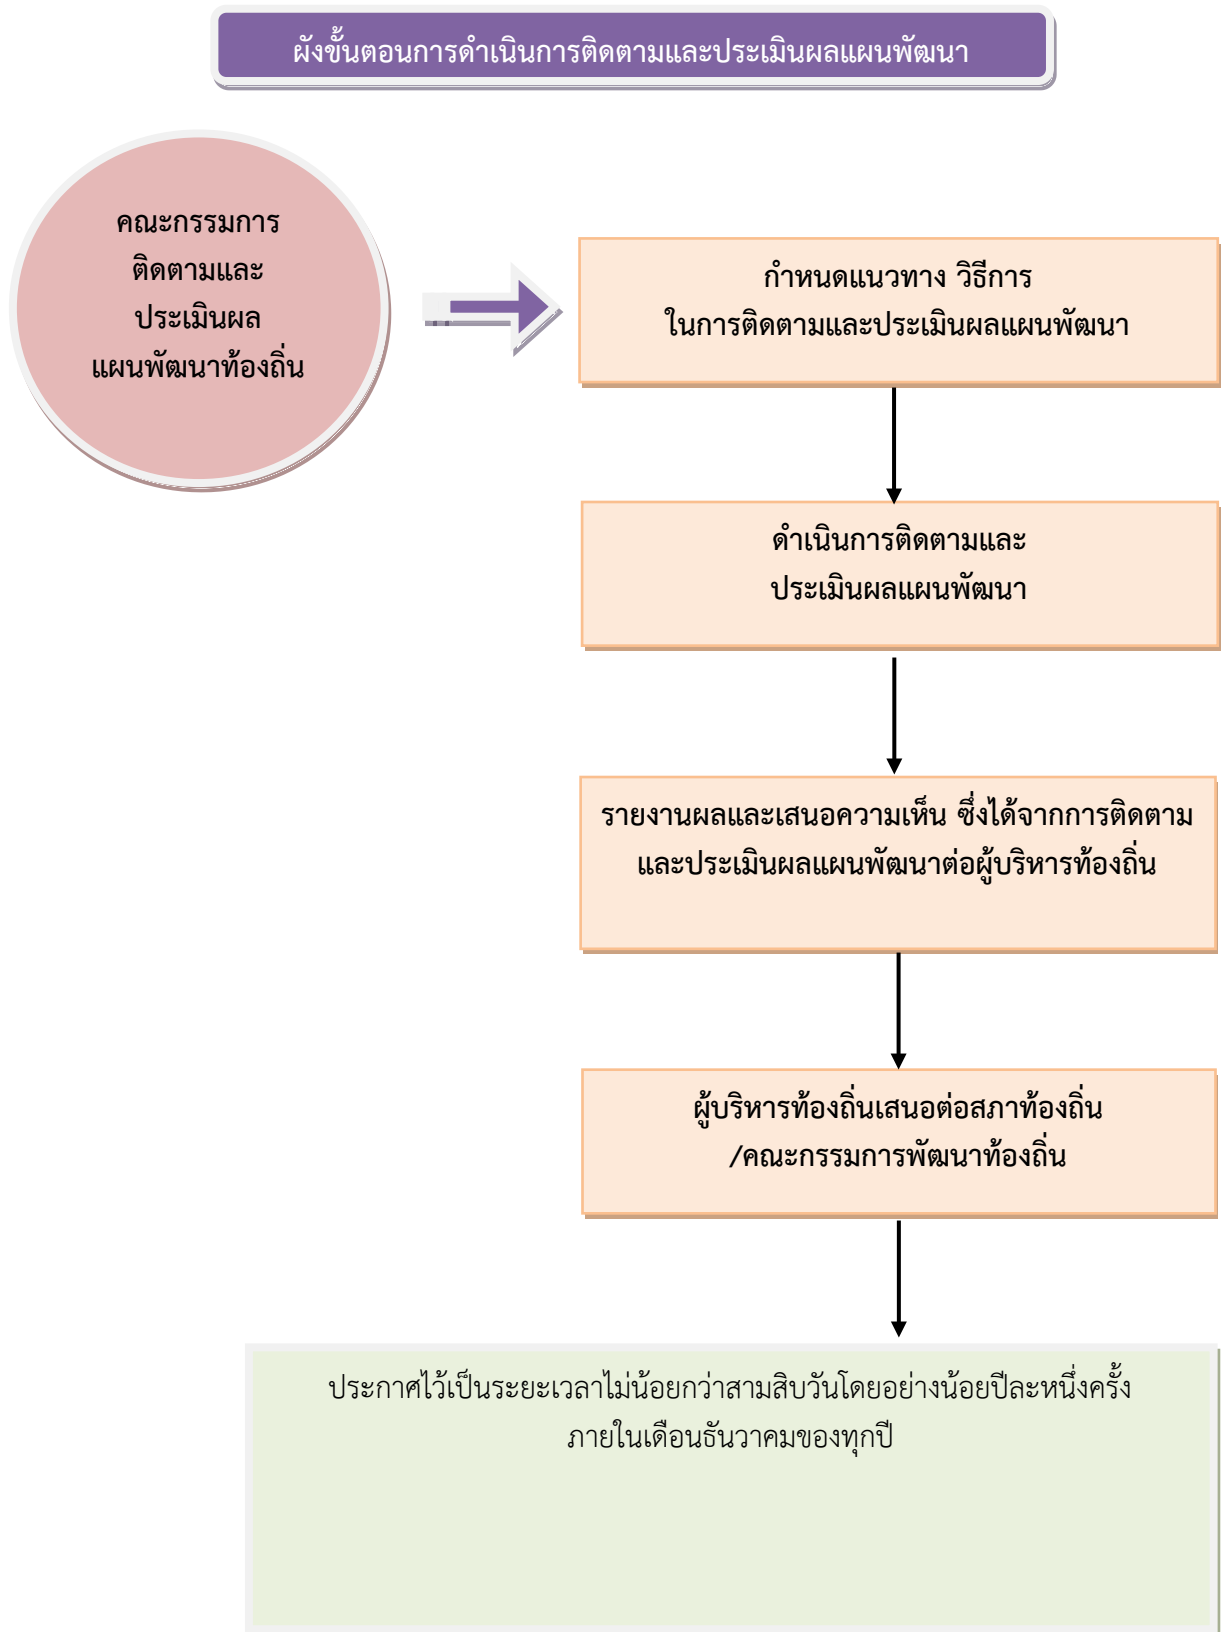 ผังขั้นตอนการดำเนินการติดตามและประเมินผลแผนพัฒนา
คณะกรรมการ
ติดตามและ
ประเมินผล
แผนพัฒนาท้องถิ่น
กำหนดแนวทาง วิธีการ
ในการติดตามและประเมินผลแผนพัฒนา
ดำเนินการติดตามและ
ประเมินผลแผนพัฒนา
รายงานผลและเสนอความเห็น ซึ่งได้จากการติดตาม
และประเมินผลแผนพัฒนาต่อผู้บริหารท้องถิ่น
ผู้บริหารท้องถิ่นเสนอต่อสภาท้องถิ่น
/คณะกรรมการพัฒนาท้องถิ่น
ประกาศไว้เป็นระยะเวลาไม่น้อยกว่าสามสิบวันโดยอย่างน้อยปีละหนึ่งครั้ง
ภายในเดือนธันวาคมของทุกปี